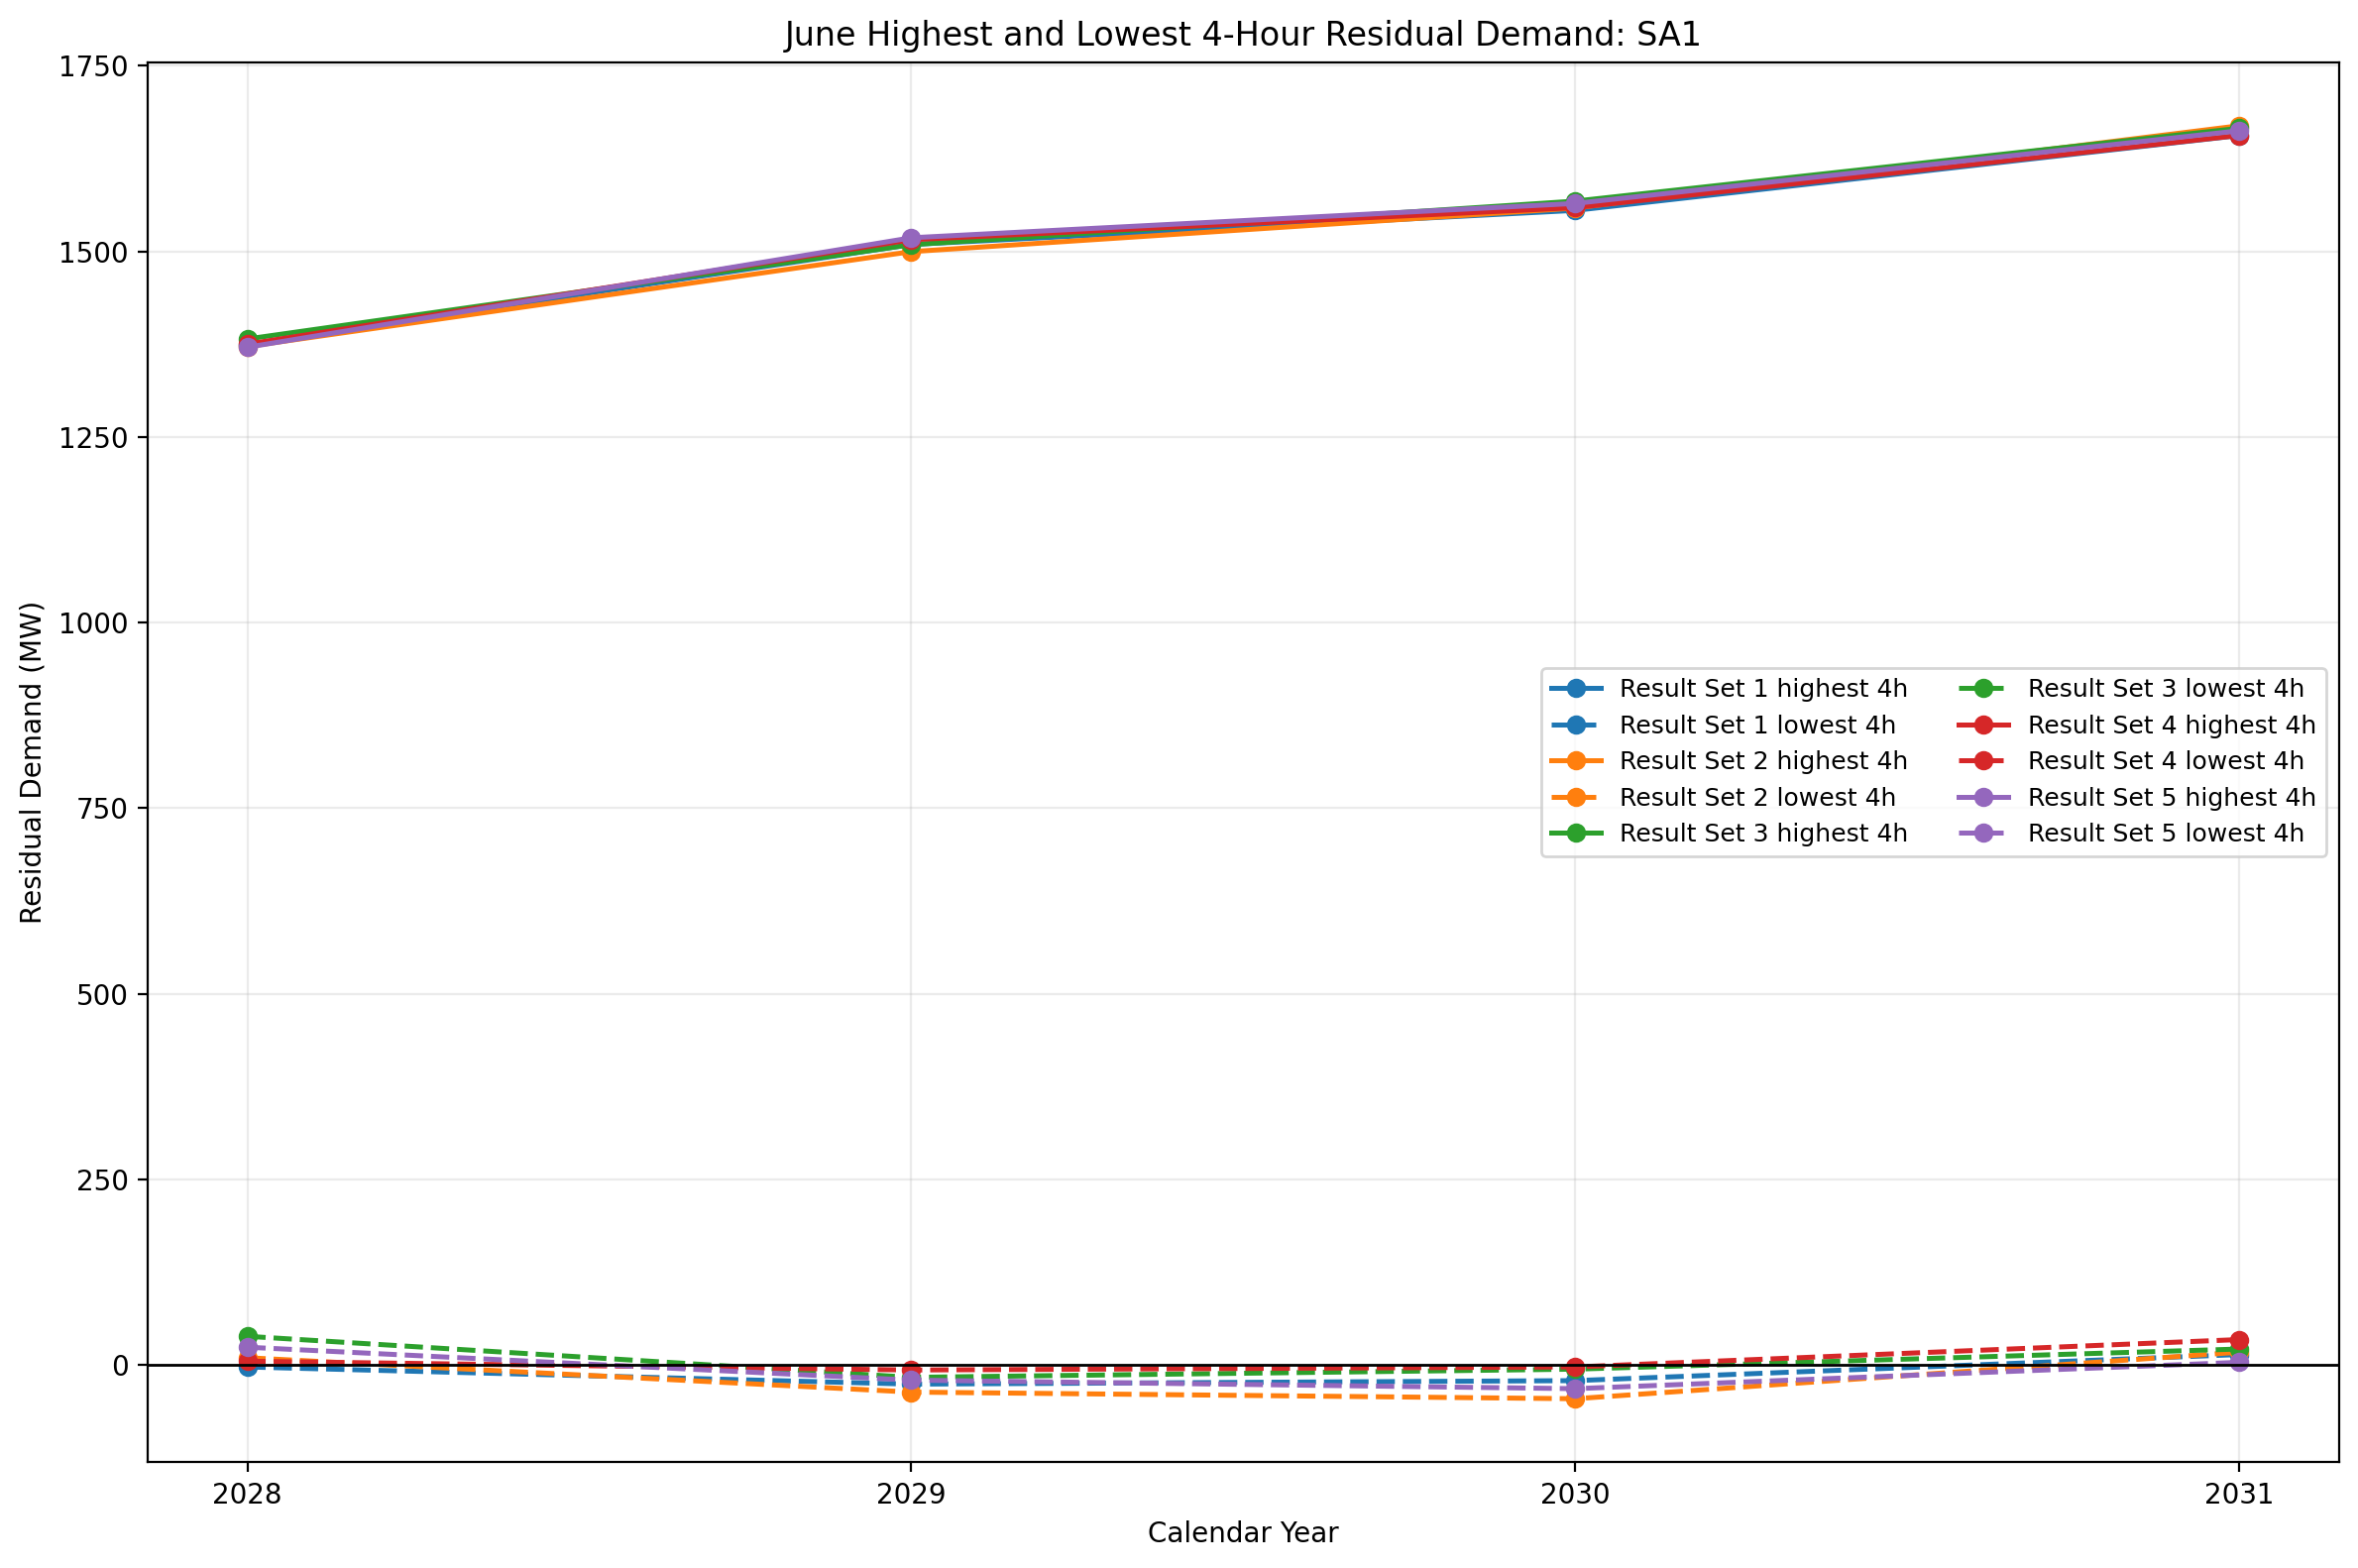 June Highest and Lowest 4-Hour Residual Demand: SA1
1750
1500
1250
1000
750
500
250
0
Residual Demand (MW)
Result Set 1 highest 4h
Result Set 1 lowest 4h
Result Set 2 highest 4h
Result Set 2 lowest 4h
Result Set 3 highest 4h
Result Set 3 lowest 4h
Result Set 4 highest 4h
Result Set 4 lowest 4h
Result Set 5 highest 4h
Result Set 5 lowest 4h
2028
2029
2030
2031
Calendar Year